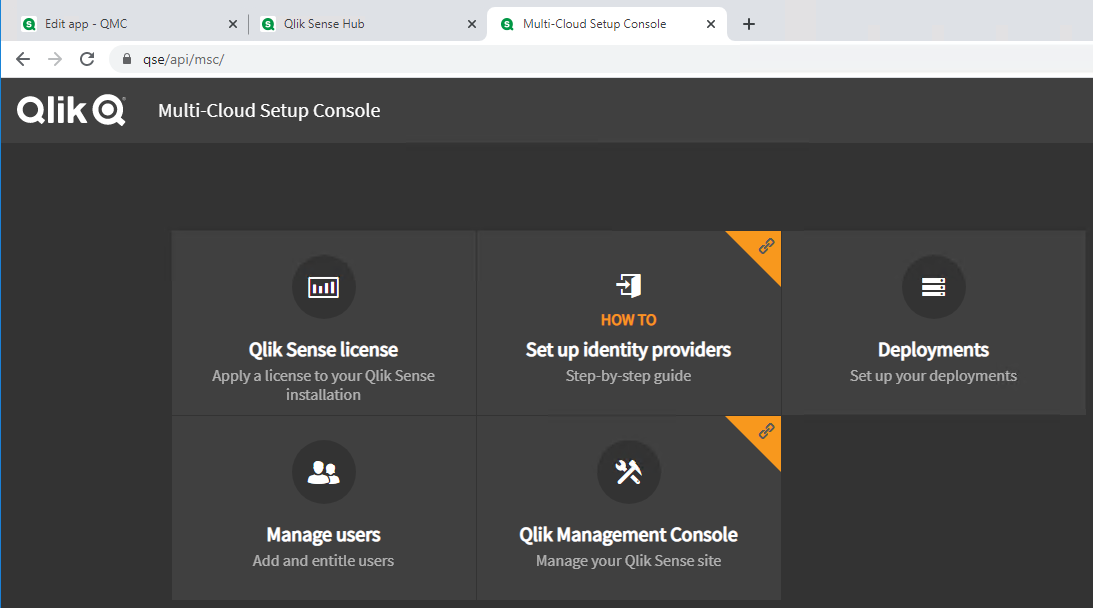 Edit app - QMC
Qlik Sense Hub
Multi-Cloud Setup Console
qse/api/msc/
Qlik
Multi-Cloud Setup Console
Qlik Sense license
Apply a license to your Qlik Sense
installation
HOW TO
Set up identity providers
Step-by-step guide
Deployments
Set up your deployments
Manage users
Add and entitle users
Qlik Management Console
Manage your Qlik Sense site